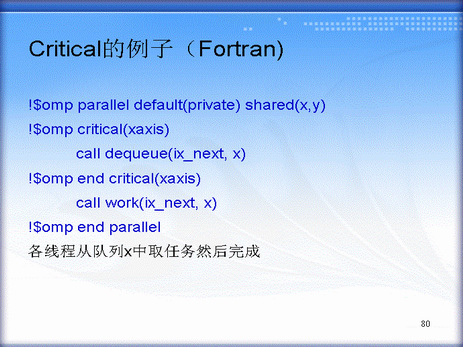 Critical的例子（Fortran)
!$omp parallel default(private) shared(x,y)
!$omp critical(xaxis)
call dequeue(ix_next, x)
!$omp end critical(xaxis)
call work(ix_next, x)
!$omp end parallel
各线程从队列x中取任务然后完成
80